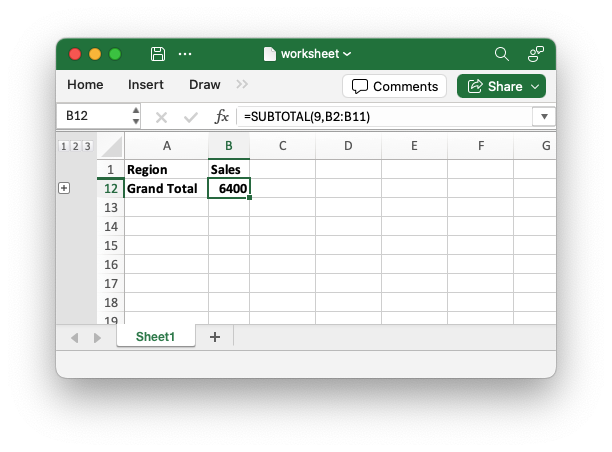 worksheet
Home Insert Draw Comments Share
B12 fx =SUBTOTAL(9,B2:B11)
1 2 3 A B C D E F G
1 Region Sales
12 Grand Total 6400
13
14
15
16
17
18
19
Sheet1 +